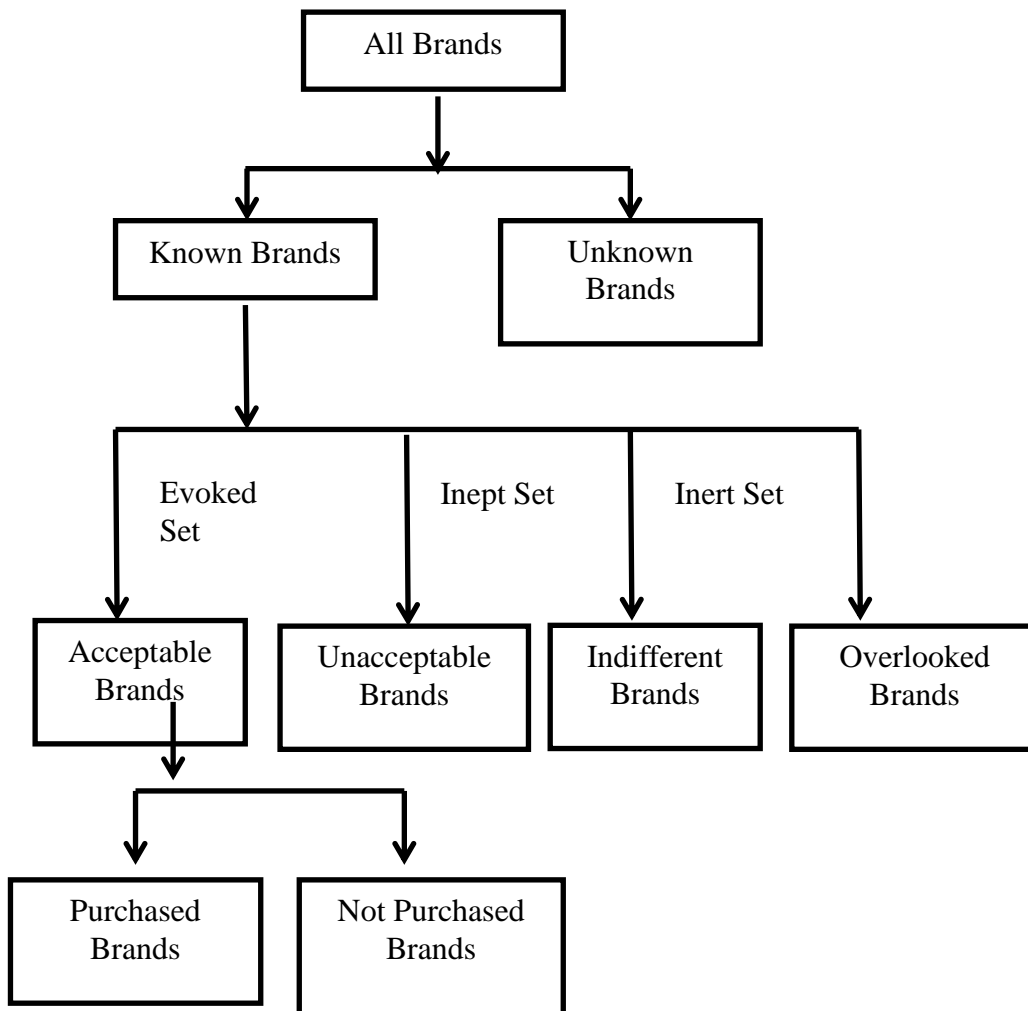 All Brands
Known Brands
Unknown
Brands
Evoked
Set
Inept Set
Inert Set
Acceptable
Brands
Unacceptable
Brands
Indifferent
Brands
Overlooked
Brands
Purchased
Brands
Not Purchased
Brands